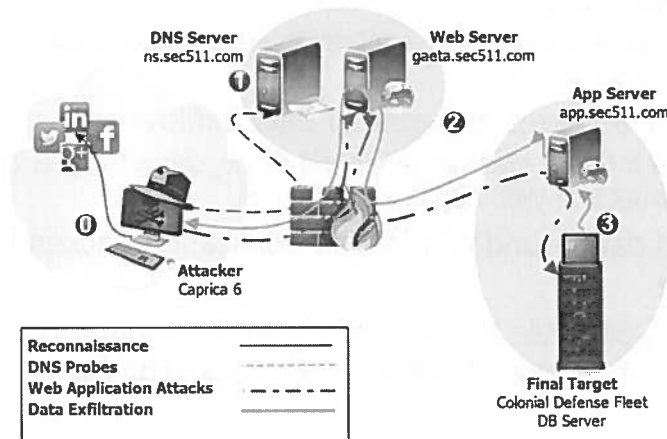 DNS Server
ns.sec511.com
Web Server
gaeta.sec511.com
App Server
app.sec511.com
1
2
in
f
0
3
Attacker
Caprica 6
Reconnaissance
DNS Probes
Web Application Attacks
Data Exfiltration
Final Target
Colonial Defense Fleet
DB Server